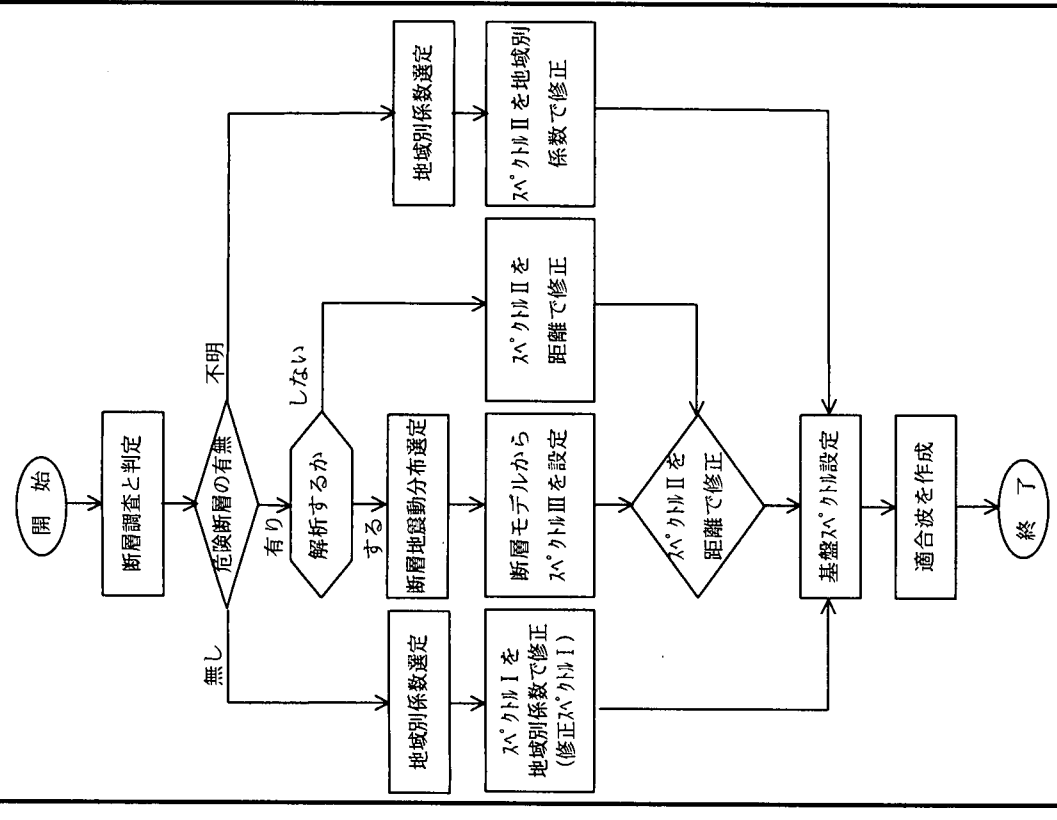 開 始
断層調査と判定
危険断層の有無
無し
有り
不明
解析するか
する
しない
地域別係数選定
断層地震動分布選定
地域別係数選定
ｽﾍﾟｸﾄﾙⅠを
地域別係数で修正
(修正ｽﾍﾟｸﾄﾙⅠ)
断層モデルから
ｽﾍﾟｸﾄﾙⅢを設定
ｽﾍﾟｸﾄﾙⅡを
距離で修正
ｽﾍﾟｸﾄﾙⅡを地域別
係数で修正
ｽﾍﾟｸﾄﾙⅡを
距離で修正
基盤ｽﾍﾟｸﾄﾙ設定
適合波を作成
終 了